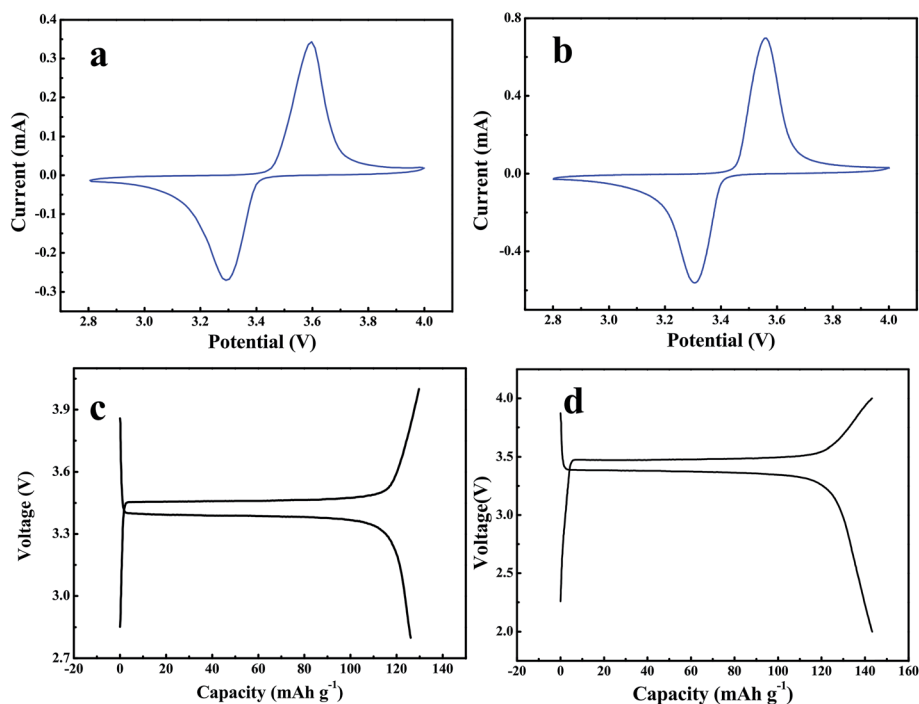 a
Current (mA)
0.4
0.3
0.2
0.1
0.0
-0.1
-0.2
-0.3
2.8 3.0 3.2 3.4 3.6 3.8 4.0
Potential (V)
b
Current (mA)
0.8
0.4
0.0
-0.4
2.8 3.0 3.2 3.4 3.6 3.8 4.0
Potential (V)
c
Voltage (V)
3.9
3.6
3.3
3.0
2.7
-20 0 20 40 60 80 100 120 140
Capacity (mAh g-1)
d
Voltage(V)
4.0
3.5
3.0
2.5
2.0
-20 0 20 40 60 80 100 120 140 160
Capacity (mAh g-1)